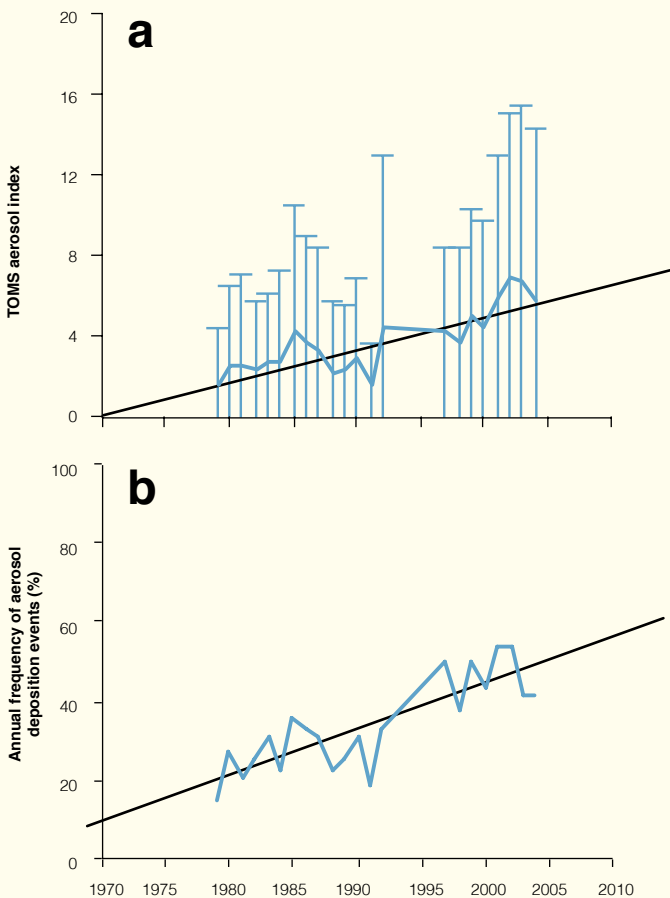 a
TOMS aerosol index
20
16
12
8
4
0
b
Annual frequency of aerosol
deposition events (%)
100
80
60
40
20
0
1970 1975 1980 1985 1990 1995 2000 2005 2010